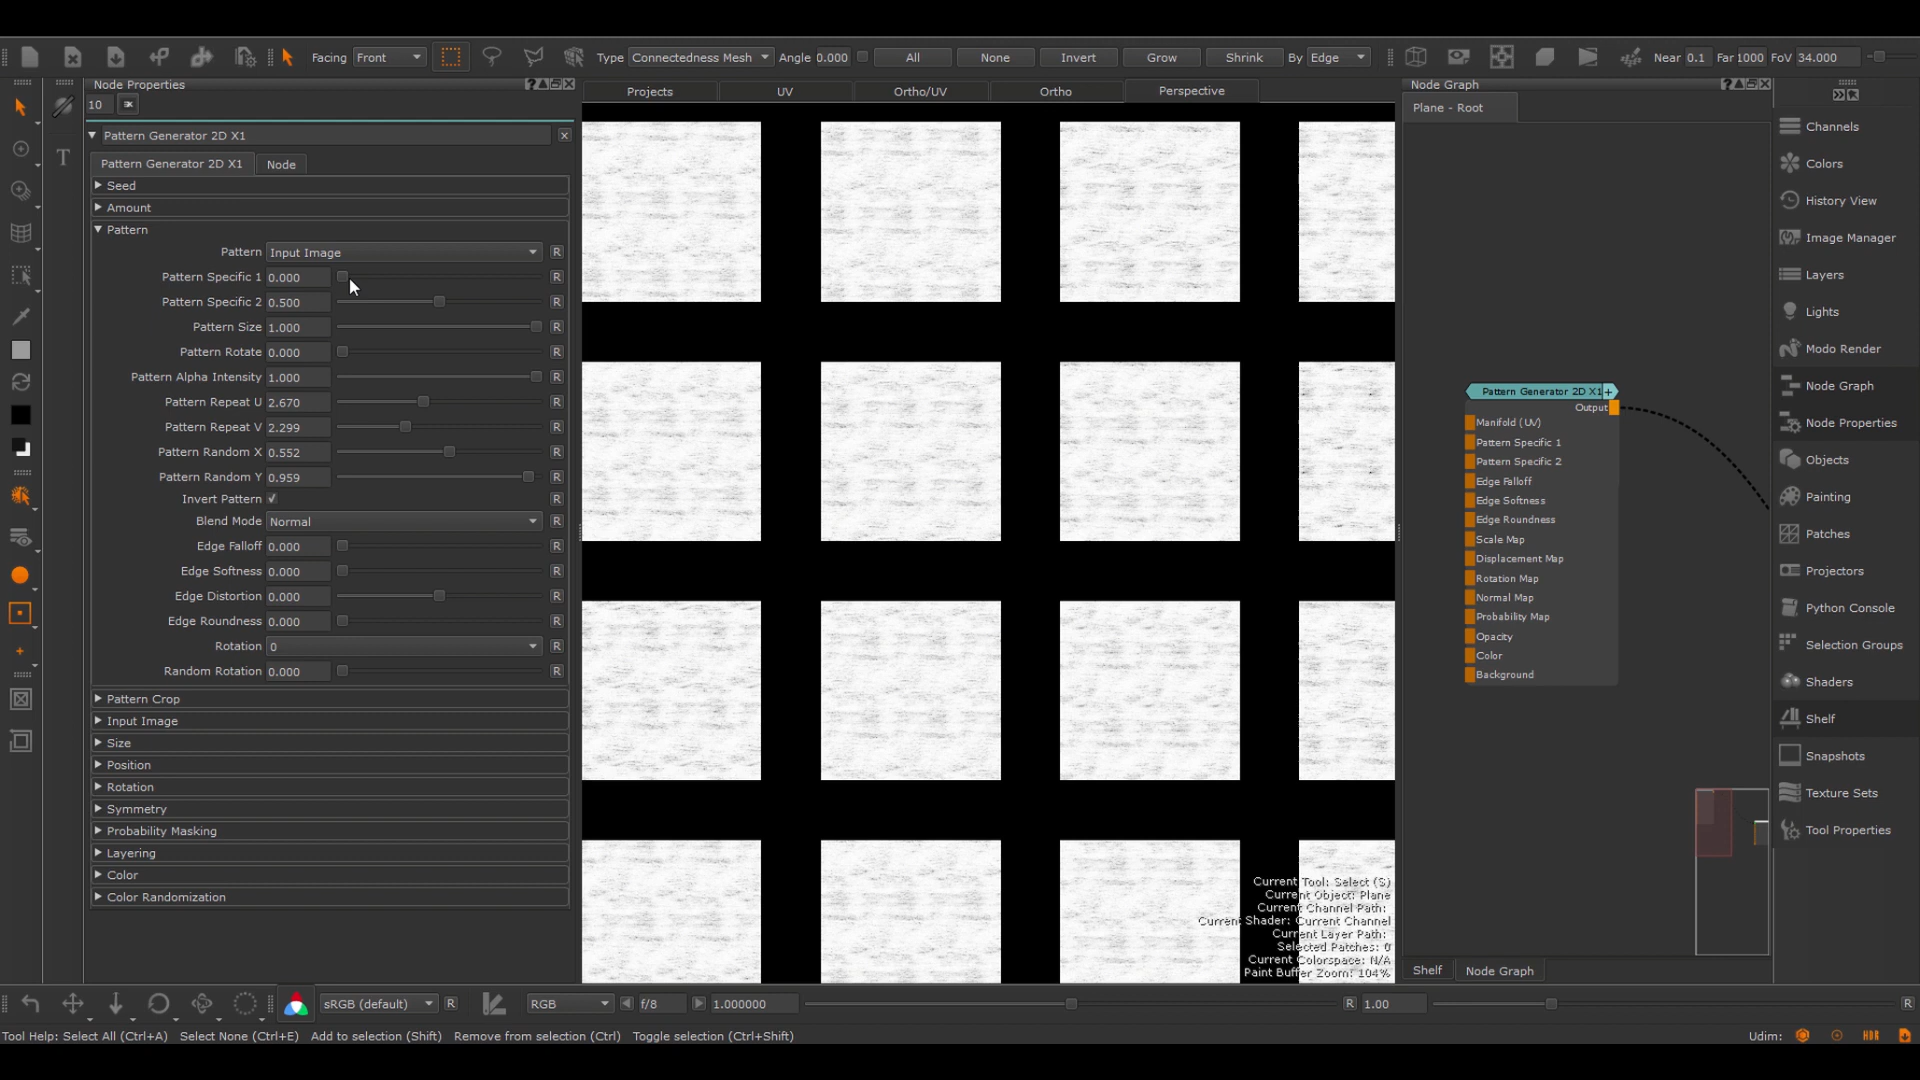 Facing Front Type Connectedness Mesh Angle 0.000 All None Invert Grow Shrink By Edge Near 0.1 Far 1000 FoV 34.000
Node Properties
10
Pattern Generator 2D X1
Pattern Generator 2D X1 Node
Seed
Amount
Pattern
Pattern Input Image R
Pattern Specific 1 0.000 R
Pattern Specific 2 0.500 R
Pattern Size 1.000 R
Pattern Rotate 0.000 R
Pattern Alpha Intensity 1.000 R
Pattern Repeat U 2.670 R
Pattern Repeat V 2.299 R
Pattern Random X 0.552 R
Pattern Random Y 0.959 R
Invert Pattern R
Blend Mode Normal R
Edge Falloff 0.000 R
Edge Softness 0.000 R
Edge Distortion 0.000 R
Edge Roundness 0.000 R
Rotation 0 R
Random Rotation 0.000 R
Pattern Crop
Input Image
Size
Position
Rotation
Symmetry
Probability Masking
Layering
Color
Color Randomization
Projects UV Ortho/UV Ortho Perspective
Current Tool: Select (S)
Current Object: Plane
Current Channel Path:
Current Shader: Current Channel
Current Layer Path:
Selected Patches: 0
Current Colorspace: N/A
Paint Buffer Zoom: 104%
Node Graph
Plane - Root
Pattern Generator 2D X1 +
Output
Manifold (UV)
Pattern Specific 1
Pattern Specific 2
Edge Falloff
Edge Softness
Edge Roundness
Scale Map
Displacement Map
Rotation Map
Normal Map
Probability Map
Opacity
Color
Background
Shelf Node Graph
Channels
Colors
History View
Image Manager
Layers
Lights
Modo Render
Node Graph
Node Properties
Objects
Painting
Patches
Projectors
Python Console
Selection Groups
Shaders
Shelf
Snapshots
Texture Sets
Tool Properties
sRGB (default) R RGB f/8 1.000000 R 1.00 R
Tool Help: Select All (Ctrl+A) Select None (Ctrl+E) Add to selection (Shift) Remove from selection (Ctrl) Toggle selection (Ctrl+Shift) Udim: HDR